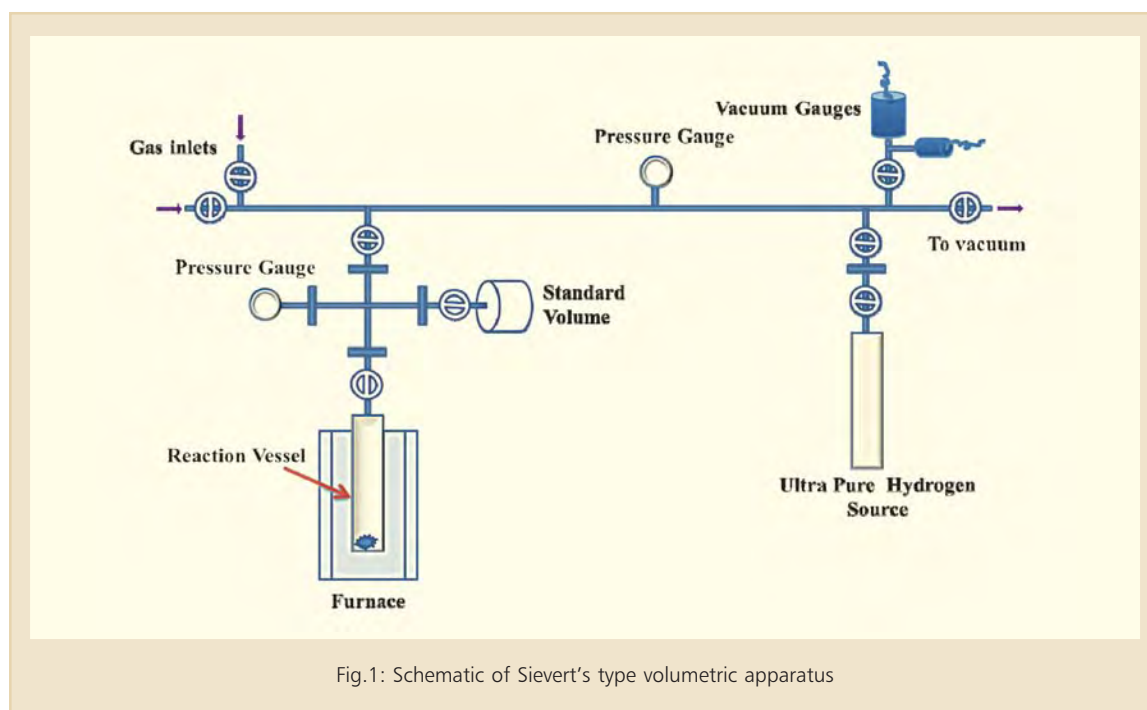 Vacuum Gauges
Pressure Gauge
Gas inlets
To vacuum
Pressure Gauge
Standard
Volume
Reaction Vessel
Ultra Pure Hydrogen
Source
Furnace
Fig.1: Schematic of Sievert's type volumetric apparatus